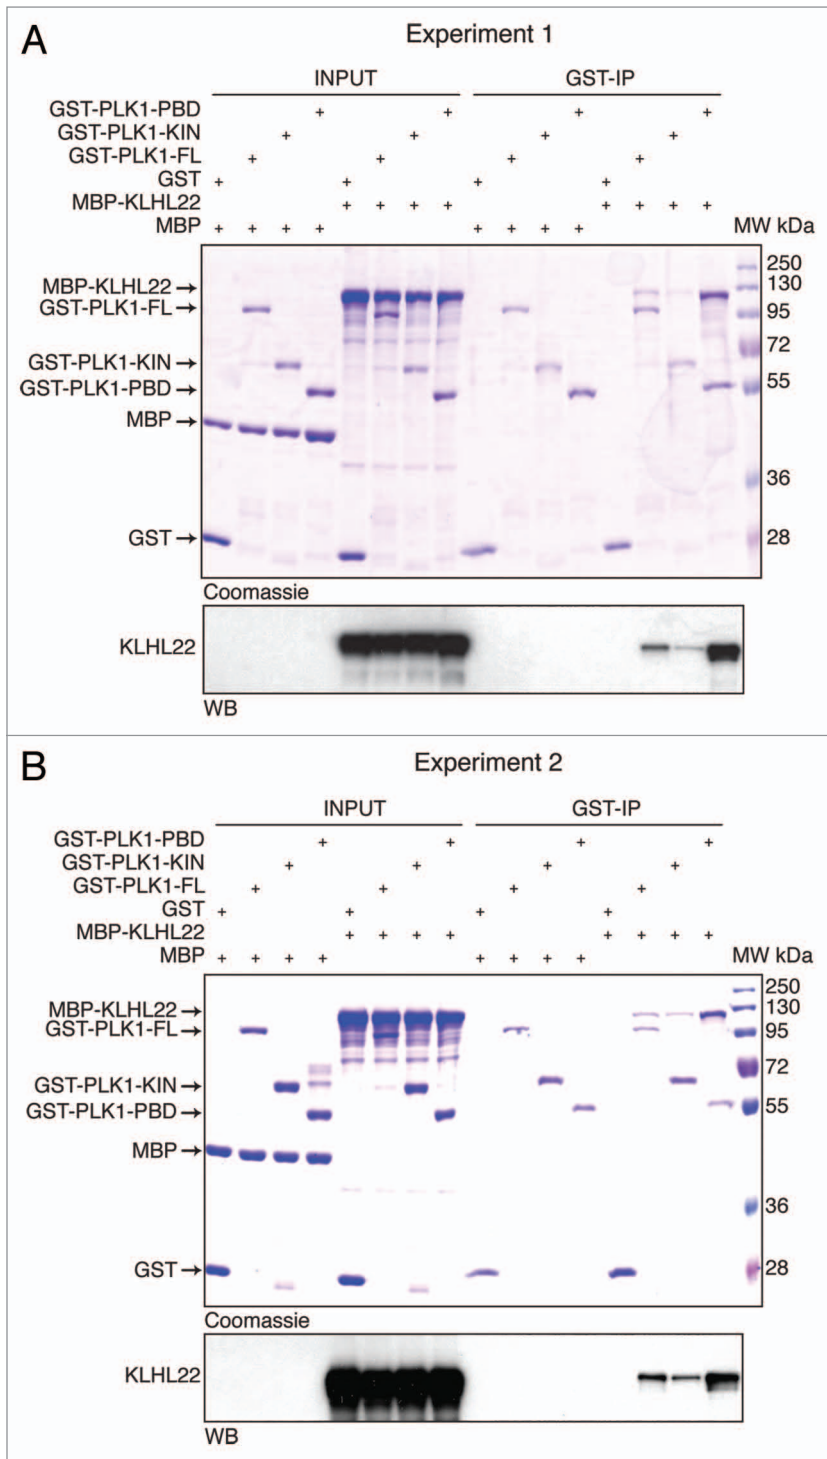 A
Experiment 1
INPUT GST-IP
GST-PLK1-PBD + + + +
GST-PLK1-KIN + + + +
GST-PLK1-FL + + + +
GST + + + +
MBP-KLHL22 + + + + + + + +
MBP + + + + + + + + MW kDa
MBP-KLHL22→ 250
130
GST-PLK1-FL→ 95
72
GST-PLK1-KIN→
55
GST-PLK1-PBD→
MBP→
36
GST→ 28
Coomassie
KLHL22
WB
B
Experiment 2
INPUT GST-IP
GST-PLK1-PBD + + + +
GST-PLK1-KIN + + + +
GST-PLK1-FL + + + +
GST + + + +
MBP-KLHL22 + + + + + + + +
MBP + + + + + + + + MW kDa
250
MBP-KLHL22→ 130
GST-PLK1-FL→ 95
72
GST-PLK1-KIN→
55
GST-PLK1-PBD→
MBP→
36
GST→ 28
Coomassie
KLHL22
WB